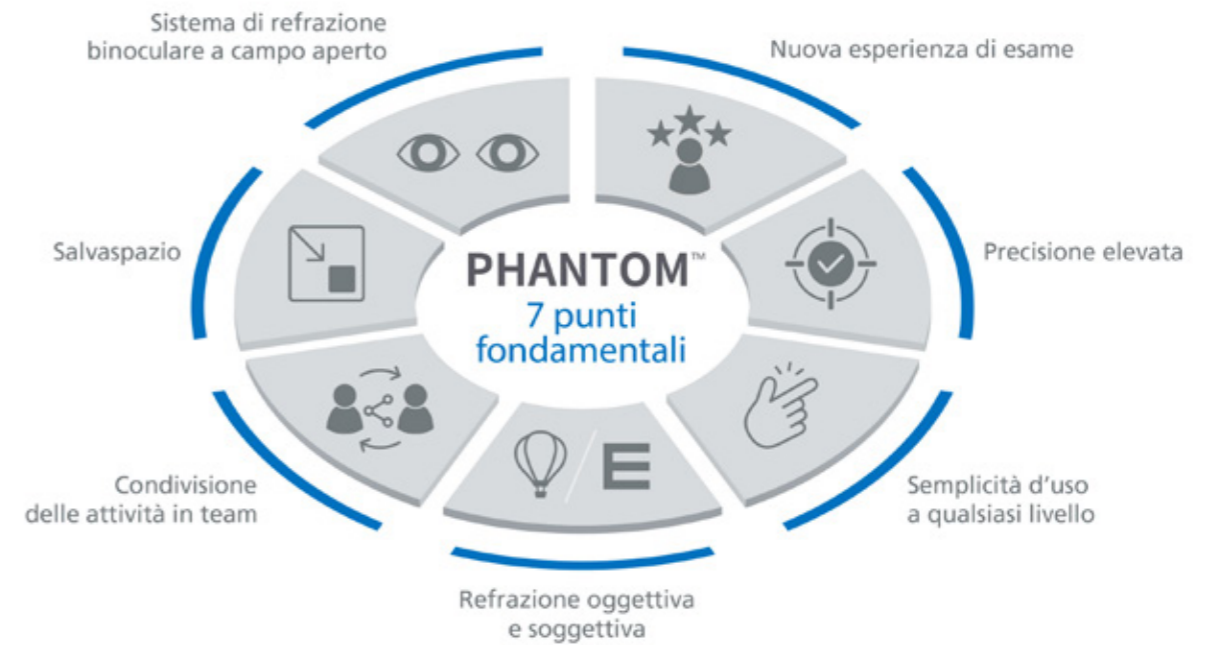 Sistema di refrazione
binoculare a campo aperto
Nuova esperienza di esame
Salvaspazio
PHANTOM™
7 punti
fondamentali
Precisione elevata
Condivisione
delle attività in team
E
Semplicità d'uso
a qualsiasi livello
Refrazione oggettiva
e soggettiva